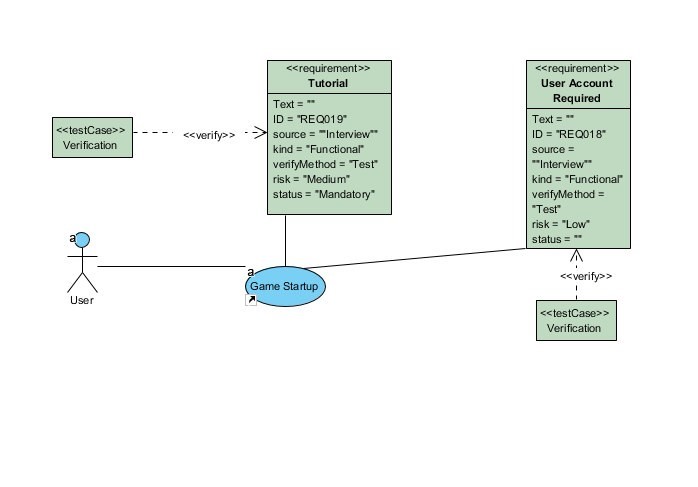 <<requirement>>
Tutorial
Text = ""
ID = "REQ019"
source = ""Interview""
kind = "Functional"
verifyMethod = "Test"
risk = "Medium"
status = "Mandatory"
<<requirement>>
User Account
Required
Text = ""
ID = "REQ018"
source =
""Interview""
kind = "Functional"
verifyMethod =
"Test"
risk = "Low"
status = ""
<<testCase>>
Verification
<<verify>>
a
User
a
Game Startup
<<verify>>
<<testCase>>
Verification